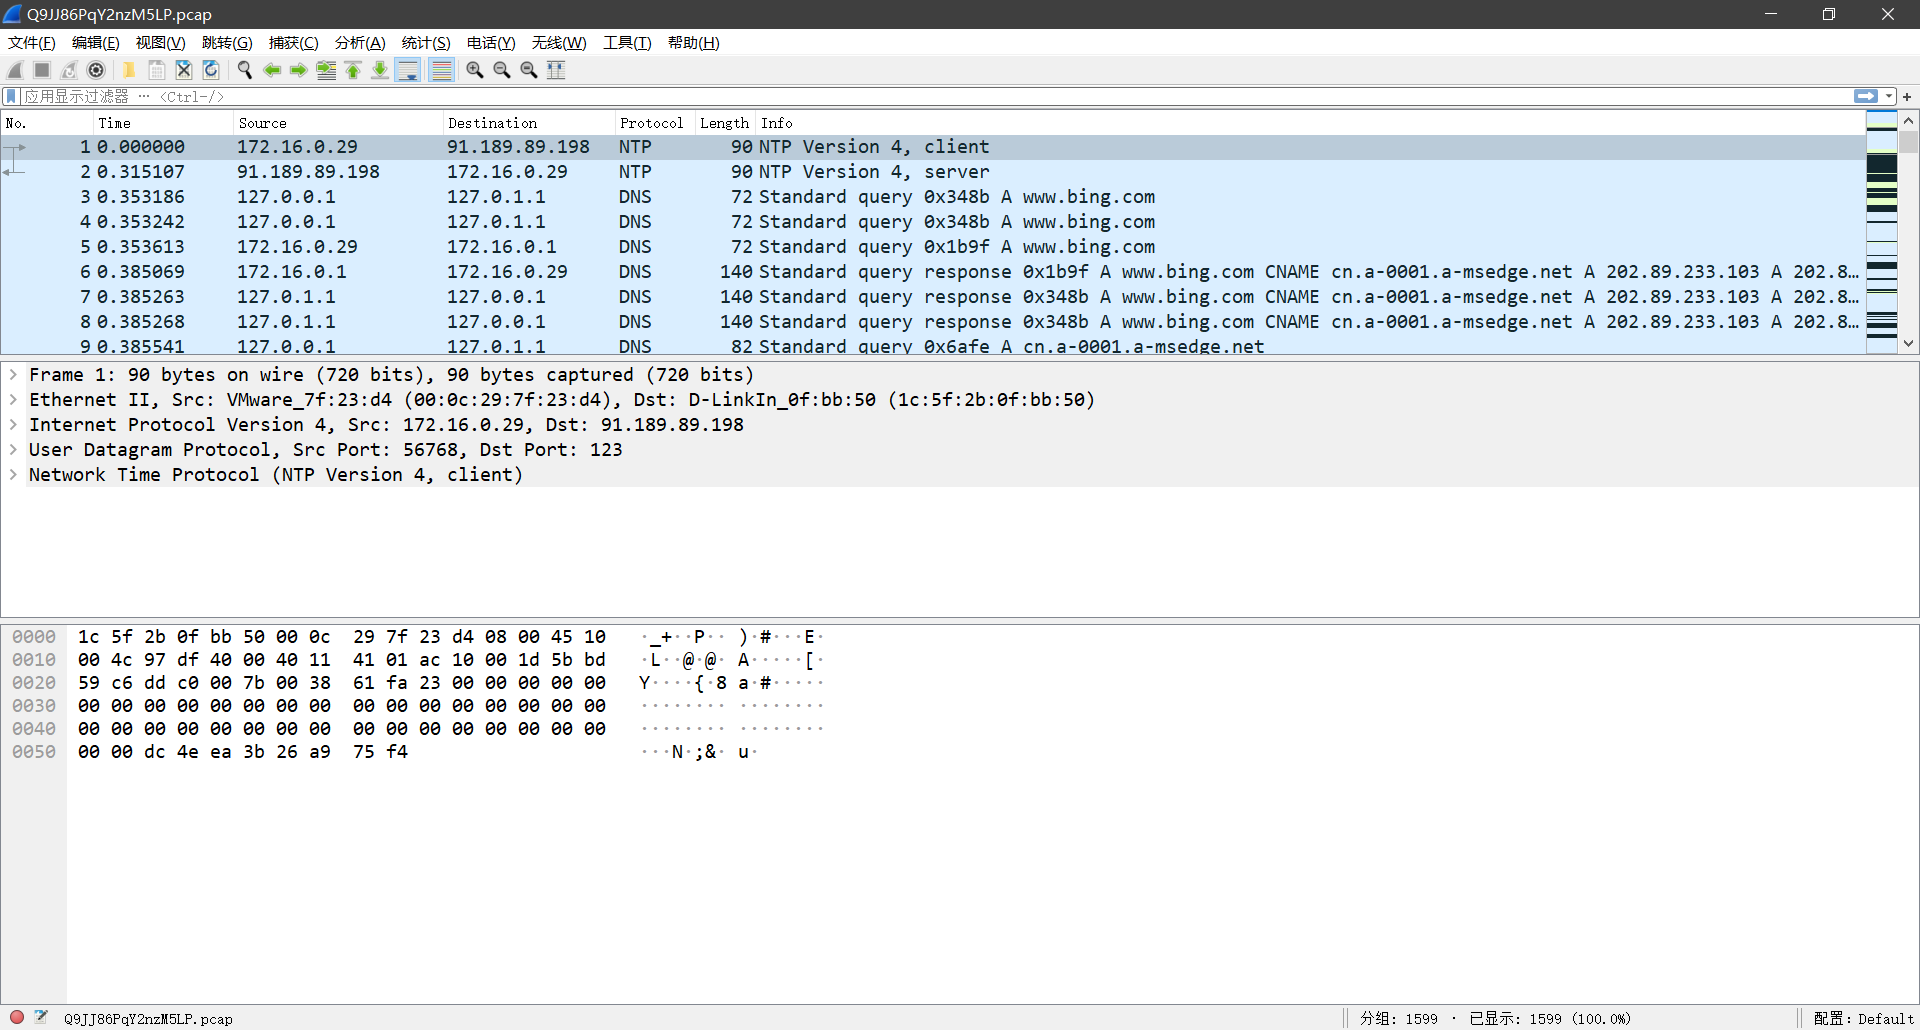 Q9JJ86PqY2nzM5LP.pcap
文件(F) 编辑(E) 视图(V) 跳转(G) 捕获(C) 分析(A) 统计(S) 电话(Y) 无线(W) 工具(T) 帮助(H)
应用显示过滤器 … <Ctrl-/>
No. Time Source Destination Protocol Length Info
1 0.000000 172.16.0.29 91.189.89.198 NTP 90 NTP Version 4, client
2 0.315107 91.189.89.198 172.16.0.29 NTP 90 NTP Version 4, server
3 0.353186 127.0.0.1 127.0.1.1 DNS 72 Standard query 0x348b A www.bing.com
4 0.353242 127.0.0.1 127.0.1.1 DNS 72 Standard query 0x348b A www.bing.com
5 0.353613 172.16.0.29 172.16.0.1 DNS 72 Standard query 0x1b9f A www.bing.com
6 0.385069 172.16.0.1 172.16.0.29 DNS 140 Standard query response 0x1b9f A www.bing.com CNAME cn.a-0001.a-msedge.net A 202.89.233.103 A 202.8…
7 0.385263 127.0.1.1 127.0.0.1 DNS 140 Standard query response 0x348b A www.bing.com CNAME cn.a-0001.a-msedge.net A 202.89.233.103 A 202.8…
8 0.385268 127.0.1.1 127.0.0.1 DNS 140 Standard query response 0x348b A www.bing.com CNAME cn.a-0001.a-msedge.net A 202.89.233.103 A 202.8…
9 0.385541 127.0.0.1 127.0.1.1 DNS 82 Standard query 0x6afe A cn.a-0001.a-msedge.net
Frame 1: 90 bytes on wire (720 bits), 90 bytes captured (720 bits)
Ethernet II, Src: VMware_7f:23:d4 (00:0c:29:7f:23:d4), Dst: D-LinkIn_0f:bb:50 (1c:5f:2b:0f:bb:50)
Internet Protocol Version 4, Src: 172.16.0.29, Dst: 91.189.89.198
User Datagram Protocol, Src Port: 56768, Dst Port: 123
Network Time Protocol (NTP Version 4, client)
0000 1c 5f 2b 0f bb 50 00 0c 29 7f 23 d4 08 00 45 10 ·_+··P·· )·#···E·
0010 00 4c 97 df 40 00 40 11 41 01 ac 10 00 1d 5b bd ·L··@·@· A·····[·
0020 59 c6 dd c0 00 7b 00 38 61 fa 23 00 00 00 00 00 Y····{·8 a·#·····
0030 00 00 00 00 00 00 00 00 00 00 00 00 00 00 00 00 ········ ········
0040 00 00 00 00 00 00 00 00 00 00 00 00 00 00 00 00 ········ ········
0050 00 00 dc 4e ea 3b 26 a9 75 f4 ···N·;&· u·
Q9JJ86PqY2nzM5LP.pcap 分组: 1599 · 已显示: 1599 (100.0%) 配置: Default